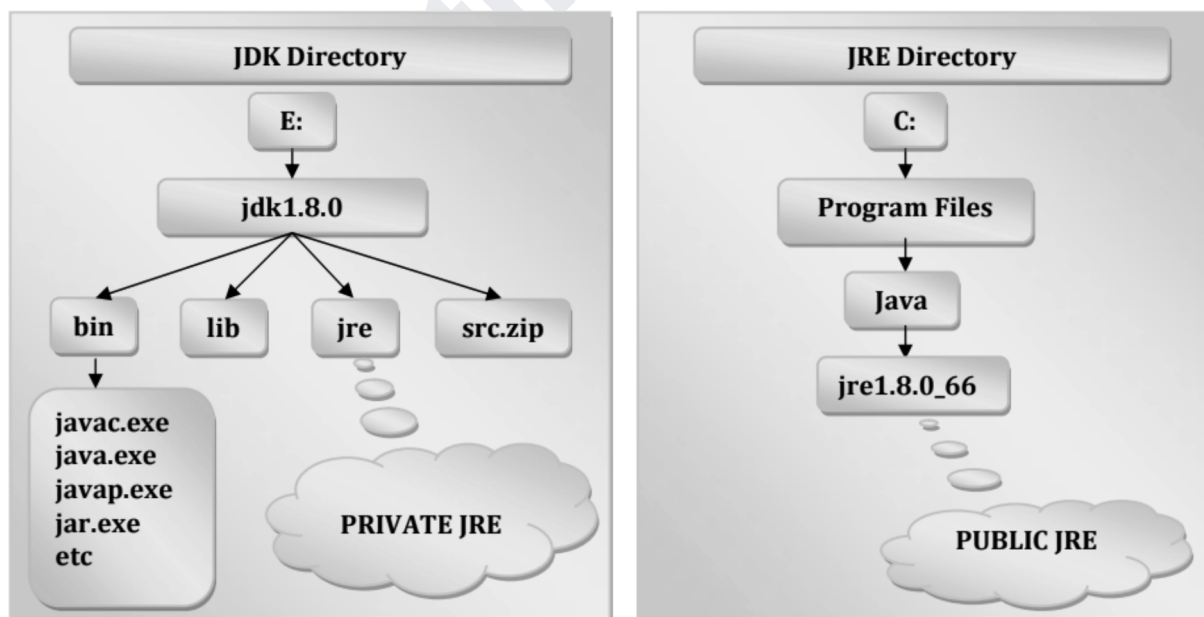 JDK Directory
E:
jdk1.8.0
bin
lib
jre
src.zip
javac.exe
java.exe
javap.exe
jar.exe
etc
PRIVATE JRE
JRE Directory
C:
Program Files
Java
jre1.8.0_66
PUBLIC JRE